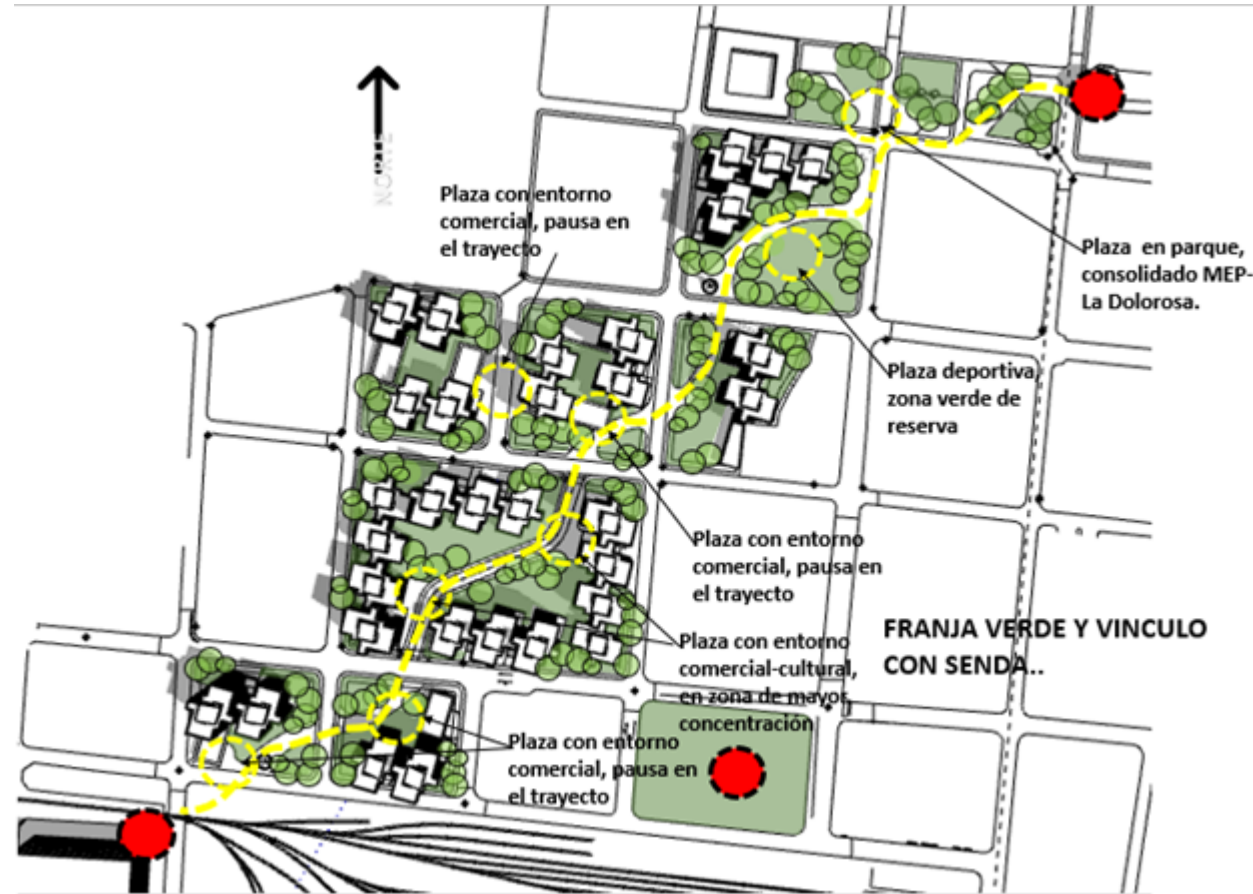 NORTE
Plaza con entorno
comercial, pausa en
el trayecto
Plaza en parque,
consolidado MEP-
La Dolorosa.
Plaza deportiva,
zona verde de
reserva
Plaza con entorno
comercial, pausa en
el trayecto
FRANJA VERDE Y VINCULO
CON SENDA..
Plaza con entorno
comercial-cultural,
en zona de mayor
concentración
Plaza con entorno
comercial, pausa en
el trayecto